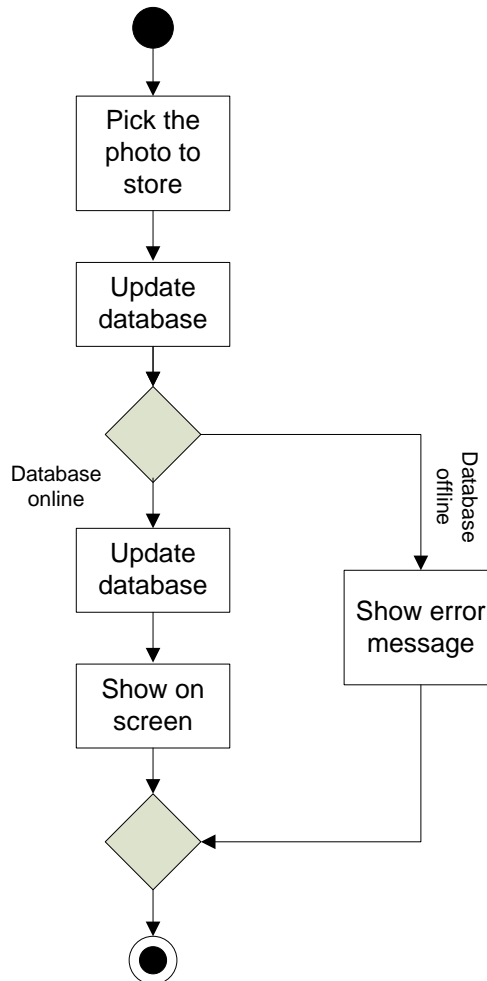 Pick the
photo to
store
Update
database
Database
online
Database
offline
Update
database
Show error
message
Show on
screen